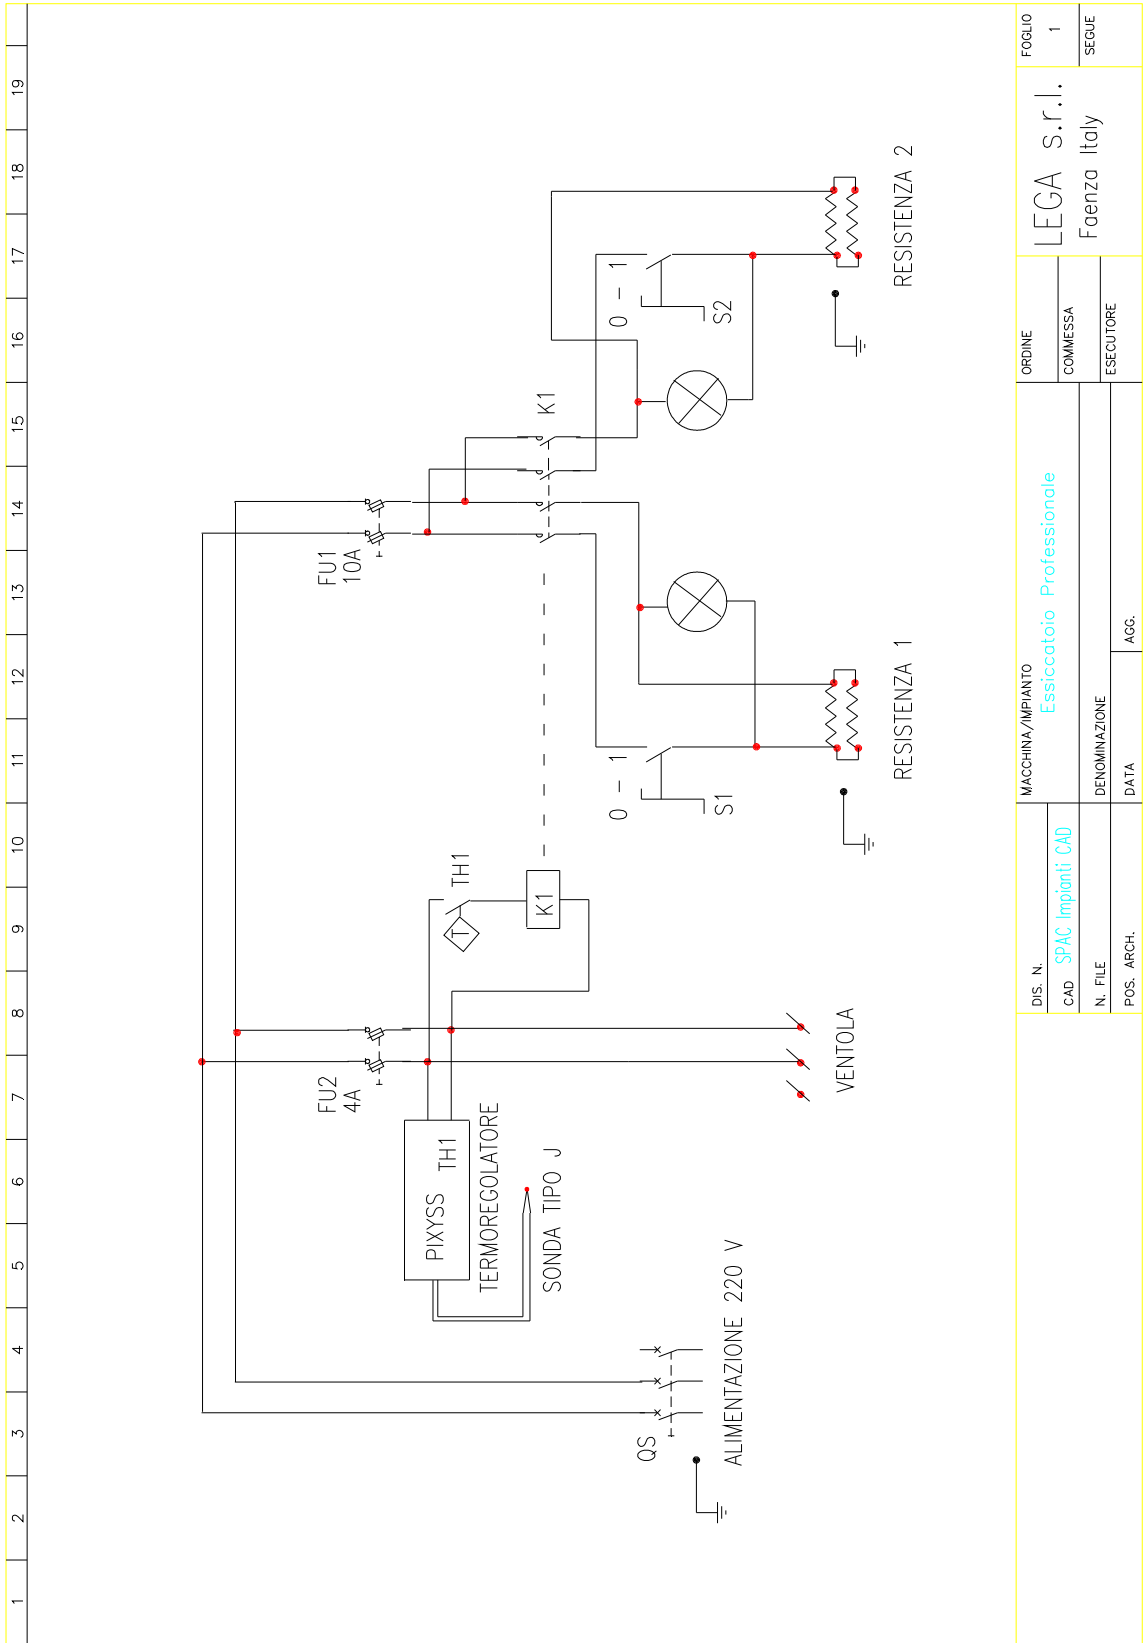 1 2 3 4 5 6 7 8 9 10 11 12 13 14 15 16 17 18 19
FU2
4A
FU1
10A
PIXYSS
TH1
TERMOREGOLATORE
SONDA TIPO J
TH1
T
K1
K1
QS
ALIMENTAZIONE 220 V
VENTOLA
0 - 1
S1
RESISTENZA 1
0 - 1
S2
RESISTENZA 2
DIS. N.
CAD SPAC Impianti CAD
N. FILE
POS. ARCH.
MACCHINA/IMPIANTO
Essiccatoio Professionale
DENOMINAZIONE
DATA
AGG.
ORDINE
COMMESSA
ESECUTORE
LEGA s.r.l.
Faenza Italy
FOGLIO
1
SEGUE